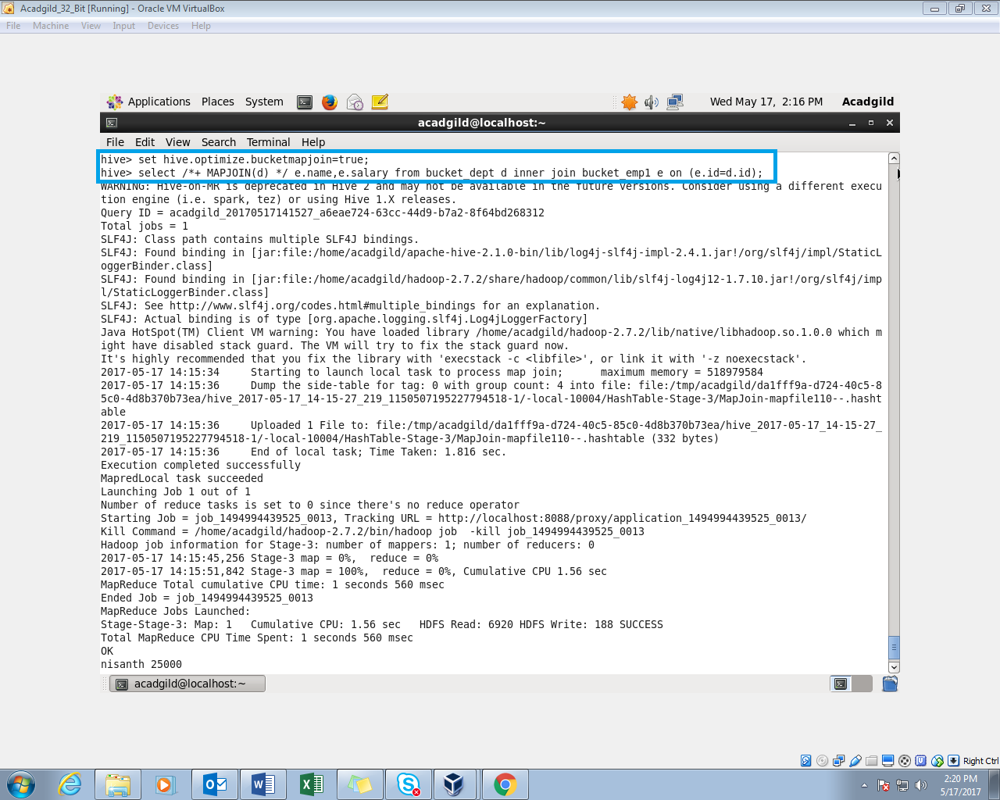 Acadgild_32_Bit [Running] - Oracle VM VirtualBox
File Machine View Input Devices Help
Applications Places System Wed May 17, 2:16 PM Acadgild
acadgild@localhost:~
File Edit View Search Terminal Help
hive> set hive.optimize.bucketmapjoin=true;
hive> select /*+ MAPJOIN(d) */ e.name,e.salary from bucket_dept d inner join bucket_emp1 e on (e.id=d.id);
WARNING: Hive-on-MR is deprecated in Hive 2 and may not be available in the future versions. Consider using a different execu
tion engine (i.e. spark, tez) or using Hive 1.X releases.
Query ID = acadgild_20170517141527_a6eae724-63cc-44d9-b7a2-8f64bd268312
Total jobs = 1
SLF4J: Class path contains multiple SLF4J bindings.
SLF4J: Found binding in [jar:file:/home/acadgild/apache-hive-2.1.0-bin/lib/log4j-slf4j-impl-2.4.1.jar!/org/slf4j/impl/StaticL
oggerBinder.class]
SLF4J: Found binding in [jar:file:/home/acadgild/hadoop-2.7.2/share/hadoop/common/lib/slf4j-log4j12-1.7.10.jar!/org/slf4j/imp
l/StaticLoggerBinder.class]
SLF4J: See http://www.slf4j.org/codes.html#multiple_bindings for an explanation.
SLF4J: Actual binding is of type [org.apache.logging.slf4j.Log4jLoggerFactory]
Java HotSpot(TM) Client VM warning: You have loaded library /home/acadgild/hadoop-2.7.2/lib/native/libhadoop.so.1.0.0 which m
ight have disabled stack guard. The VM will try to fix the stack guard now.
It's highly recommended that you fix the library with 'execstack -c <libfile>', or link it with '-z noexecstack'.
2017-05-17 14:15:34 Starting to launch local task to process map join; maximum memory = 518979584
2017-05-17 14:15:36 Dump the side-table for tag: 0 with group count: 4 into file: file:/tmp/acadgild/da1fff9a-d724-40c5-8
5c0-4d8b370b73ea/hive_2017-05-17_14-15-27_219_1150507195227794518-1/-local-10004/HashTable-Stage-3/MapJoin-mapfile110--.hasht
able
2017-05-17 14:15:36 Uploaded 1 File to: file:/tmp/acadgild/da1fff9a-d724-40c5-85c0-4d8b370b73ea/hive_2017-05-17_14-15-27_
219_1150507195227794518-1/-local-10004/HashTable-Stage-3/MapJoin-mapfile110--.hashtable (332 bytes)
2017-05-17 14:15:36 End of local task; Time Taken: 1.816 sec.
Execution completed successfully
MapredLocal task succeeded
Launching Job 1 out of 1
Number of reduce tasks is set to 0 since there's no reduce operator
Starting Job = job_1494994439525_0013, Tracking URL = http://localhost:8088/proxy/application_1494994439525_0013/
Kill Command = /home/acadgild/hadoop-2.7.2/bin/hadoop job  -kill job_1494994439525_0013
Hadoop job information for Stage-3: number of mappers: 1; number of reducers: 0
2017-05-17 14:15:45,256 Stage-3 map = 0%,  reduce = 0%
2017-05-17 14:15:51,842 Stage-3 map = 100%,  reduce = 0%, Cumulative CPU 1.56 sec
MapReduce Total cumulative CPU time: 1 seconds 560 msec
Ended Job = job_1494994439525_0013
MapReduce Jobs Launched:
Stage-Stage-3: Map: 1   Cumulative CPU: 1.56 sec   HDFS Read: 6920 HDFS Write: 188 SUCCESS
Total MapReduce CPU Time Spent: 1 seconds 560 msec
OK
nisanth 25000
acadgild@localhost:~
Right Ctrl
2:20 PM
5/17/2017